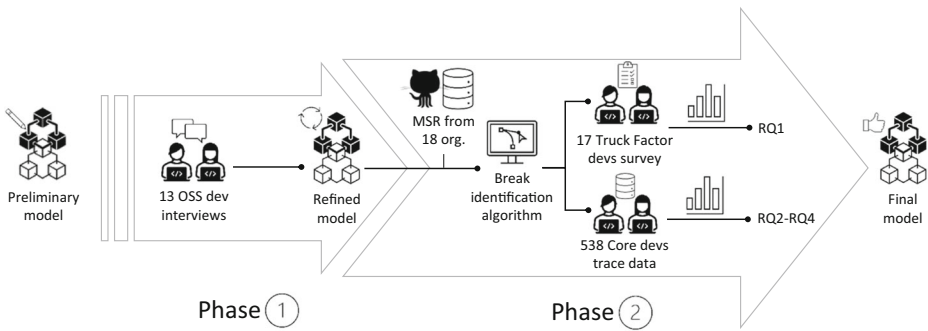 Preliminary
model
13 OSS dev
interviews
Refined
model
MSR from
18 org.
Break
identification
algorithm
17 Truck Factor
devs survey
RQ1
538 Core devs
trace data
RQ2-RQ4
Final
model
Phase 1
Phase 2